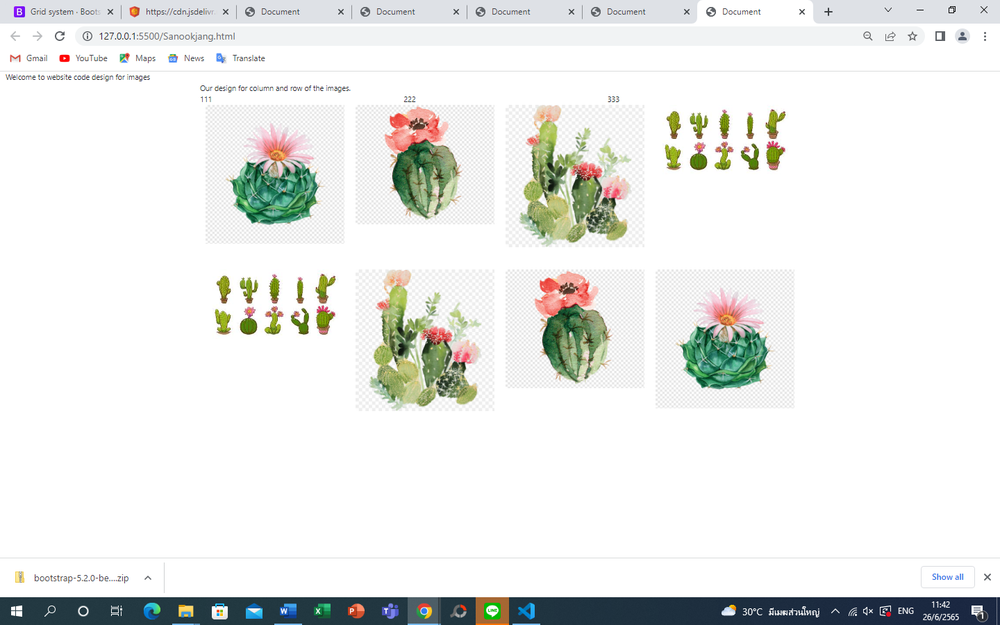 Grid system · Boots
https://cdn.jsdelivr.
Document
Document
Document
Document
Document
127.0.0.1:5500/Sanookjang.html
Gmail
YouTube
Maps
News
Translate
Welcome to website code design for images
Our design for column and row of the images.
111
222
333
bootstrap-5.2.0-be....zip
Show all
30°C มีเมฆส่วนใหญ่
ENG
11:42
26/6/2565
1